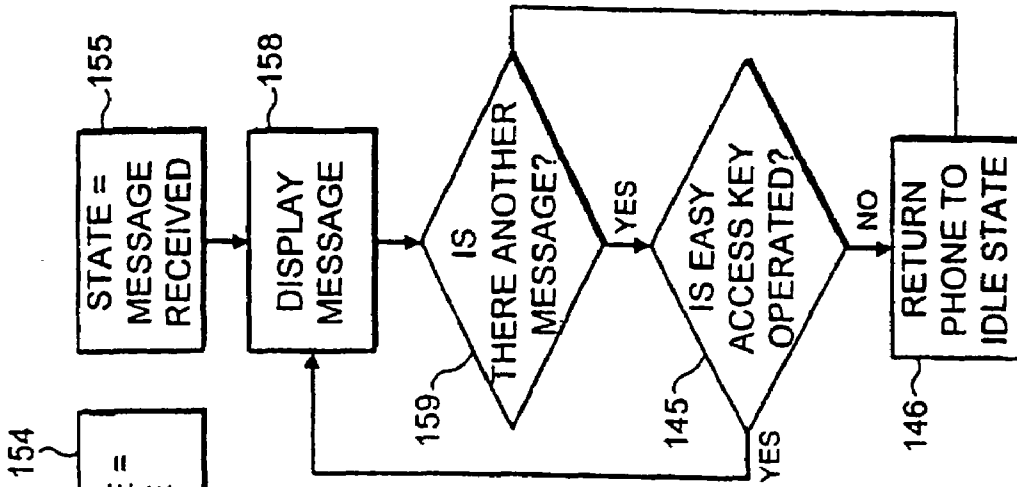 154
=
155
STATE =
MESSAGE
RECEIVED
158
DISPLAY
MESSAGE
159
IS
THERE ANOTHER
MESSAGE?
YES
145
IS EASY
ACCESS KEY
OPERATED?
YES
NO
146
RETURN
PHONE TO
IDLE STATE